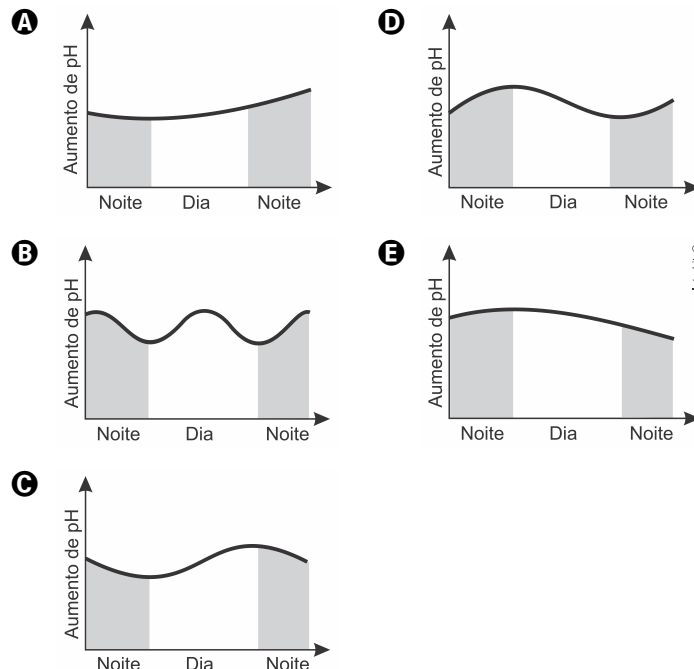 A
Aumento de pH
Noite Dia Noite
B
Aumento de pH
Noite Dia Noite
C
Aumento de pH
Noite Dia Noite
D
Aumento de pH
Noite Dia Noite
E
Aumento de pH
Noite Dia Noite